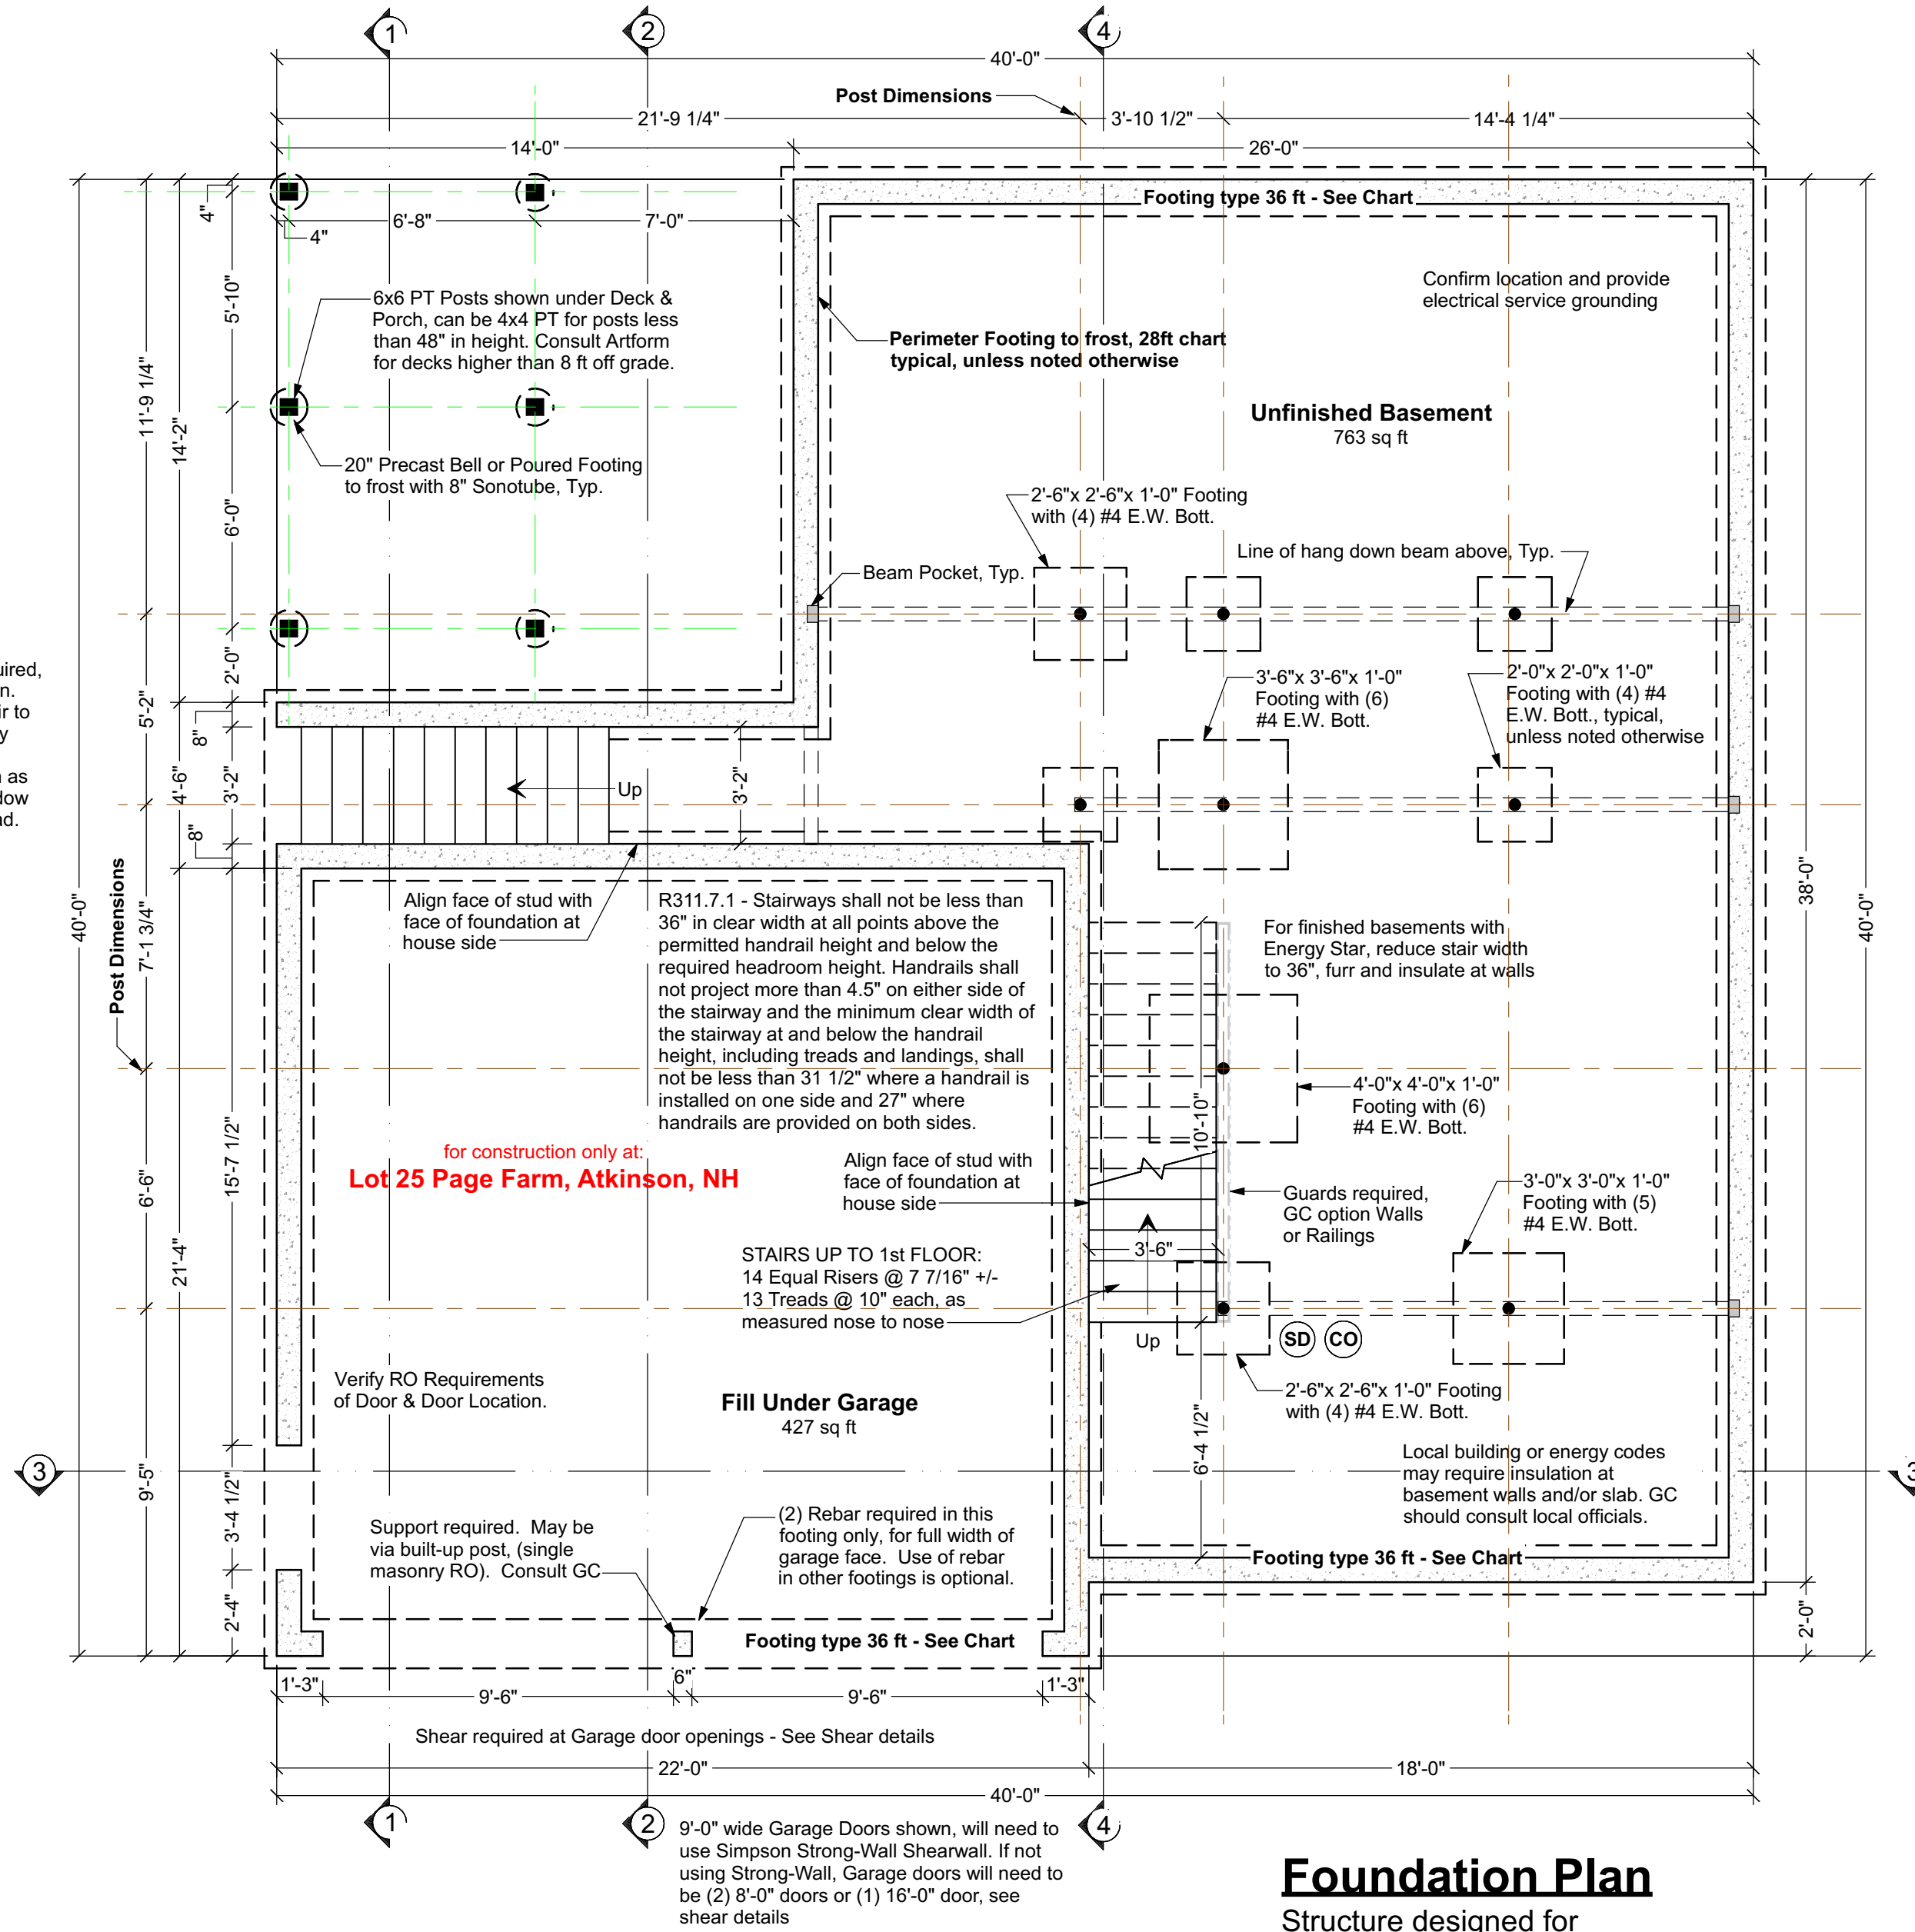 1
2
4
40'-0"
Post Dimensions
21'-9 1/4"
3'-10 1/2"
14'-4 1/4"
14'-0"
26'-0"
4"
4"
6'-8"
7'-0"
Footing type 36 ft - See Chart
Confirm location and provide
electrical service grounding
5'-10"
6x6 PT Posts shown under Deck &
Porch, can be 4x4 PT for posts less
than 48" in height. Consult Artform
for decks higher than 8 ft off grade.
Perimeter Footing to frost, 28ft chart
typical, unless noted otherwise
11'-9 1/4"
14'-2"
Unfinished Basement
763 sq ft
20" Precast Bell or Poured Footing
to frost with 8" Sonotube, Typ.
6'-0"
2'-6"x 2'-6"x 1'-0" Footing
with (4) #4 E.W. Bott.
Line of hang down beam above, Typ.
Beam Pocket, Typ.
uired,
n.
ir to
y
n as
dow
ad.
2'-0"
5'-2"
8"
3'-6"x 3'-6"x 1'-0"
Footing with (6)
#4 E.W. Bott.
2'-0"x 2'-0"x 1'-0"
Footing with (4) #4
E.W. Bott., typical,
unless noted otherwise
4'-6"
3'-2"
Up
3'-2"
8"
40'-0"
Post Dimensions
7'-1 3/4"
38'-0"
40'-0"
Align face of stud with
face of foundation at
house side
R311.7.1 - Stairways shall not be less than
36" in clear width at all points above the
permitted handrail height and below the
required headroom height. Handrails shall
not project more than 4.5" on either side of
the stairway and the minimum clear width of
the stairway at and below the handrail
height, including treads and landings, shall
not be less than 31 1/2" where a handrail is
installed on one side and 27" where
handrails are provided on both sides.
For finished basements with
Energy Star, reduce stair width
to 36", furr and insulate at walls
10'-10"
4'-0"x 4'-0"x 1'-0"
Footing with (6)
#4 E.W. Bott.
for construction only at:
Lot 25 Page Farm, Atkinson, NH
6'-6"
15'-7 1/2"
21'-4"
Align face of stud with
face of foundation at
house side
Guards required,
GC option Walls
or Railings
3'-0"x 3'-0"x 1'-0"
Footing with (5)
#4 E.W. Bott.
3'-6"
STAIRS UP TO 1st FLOOR:
14 Equal Risers @ 7 7/16" +/-
13 Treads @ 10" each, as
measured nose to nose
Up
SD
CO
Verify RO Requirements
of Door & Door Location.
Fill Under Garage
427 sq ft
2'-6"x 2'-6"x 1'-0" Footing
with (4) #4 E.W. Bott.
6'-4 1/2"
Local building or energy codes
may require insulation at
basement walls and/or slab. GC
should consult local officials.
3
9'-5"
3'-4 1/2"
3
Support required. May be
via built-up post, (single
masonry RO). Consult GC
(2) Rebar required in this
footing only, for full width of
garage face. Use of rebar
in other footings is optional.
Footing type 36 ft - See Chart
2'-4"
2'-0"
Footing type 36 ft - See Chart
1'-3"
9'-6"
6"
9'-6"
1'-3"
Shear required at Garage door openings - See Shear details
22'-0"
18'-0"
40'-0"
1
2
4
9'-0" wide Garage Doors shown, will need to
use Simpson Strong-Wall Shearwall. If not
using Strong-Wall, Garage doors will need to
be (2) 8'-0" doors or (1) 16'-0" door, see
shear details
Foundation Plan
Structure designed for